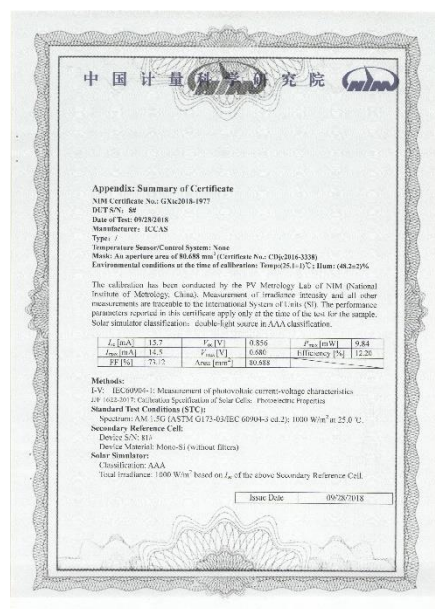 中国计量科学研究院 NIM
Appendix: Summary of Certificate
NIM Certificate No.: GXtc2018-1977
DUT S/N: 8#
Date of Test: 09/28/2018
Manufacturer: ICCAS
Type: /
Temperature Sensor/Control System: None
Mask: An aperture area of 80.688 mm² (Certificate No.: CDjc2016-3338)
Environmental conditions at the time of calibration: Temp:(25.1±1)℃; Hum: (48.2±2)%
The calibration has been conducted by the PV Metrology Lab of NIM (National
Institute of Metrology, China). Measurement of irradiance intensity and all other
measurements are traceable to the International System of Units (SI). The performance
parameters reported in this certificate apply only at the time of the test for the sample.
Solar simulator classification: double-light source in AAA classification.
Isc [mA] 15.7 Voc [V] 0.856 Pmax [mW] 9.84
Imax [mA] 14.5 Vmax [V] 0.680 Efficiency [%] 12.20
FF [%] 73.12 Area [mm²] 80.688
Methods:
I-V: IEC60904-1: Measurement of photovoltaic current-voltage characteristics
JJF 1622-2017: Calibration Specification of Solar Cells: Photoelectric Properties
Standard Test Conditions (STC):
Spectrum: AM 1.5G (ASTM G173-03/IEC 60904-3 ed.2); 1000 W/m² at 25.0 ℃.
Secondary Reference Cell:
Device S/N: 81#
Device Material: Mono-Si (without filters)
Solar Simulator:
Classification: AAA
Total irradiance: 1000 W/m² based on Isc of the above Secondary Reference Cell.
Issue Date 09/28/2018